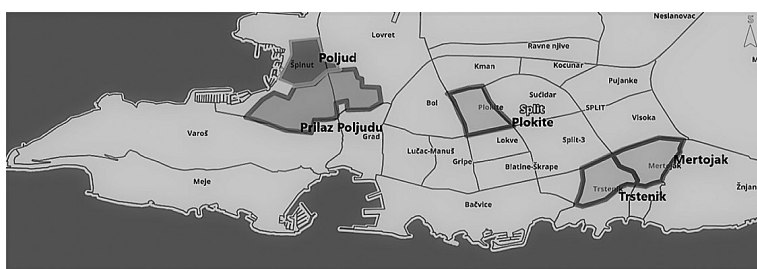 Neslanovac
S
Lovret
Ravne njive
Poljud
Špinut
Kman
Kocunar
Pujanke
Sućidar
Bol
Plokite
Split
SPLIT
Plokite
Visoka
Prilaz Poljudu
Varoš
Grad
Lokve
Split-3
Lučac-Manuš
Gripe
Blatine-Škrape
Mertojak
Mertojak
Meje
Trstenik
Žnjan
Trstenik
Bačvice